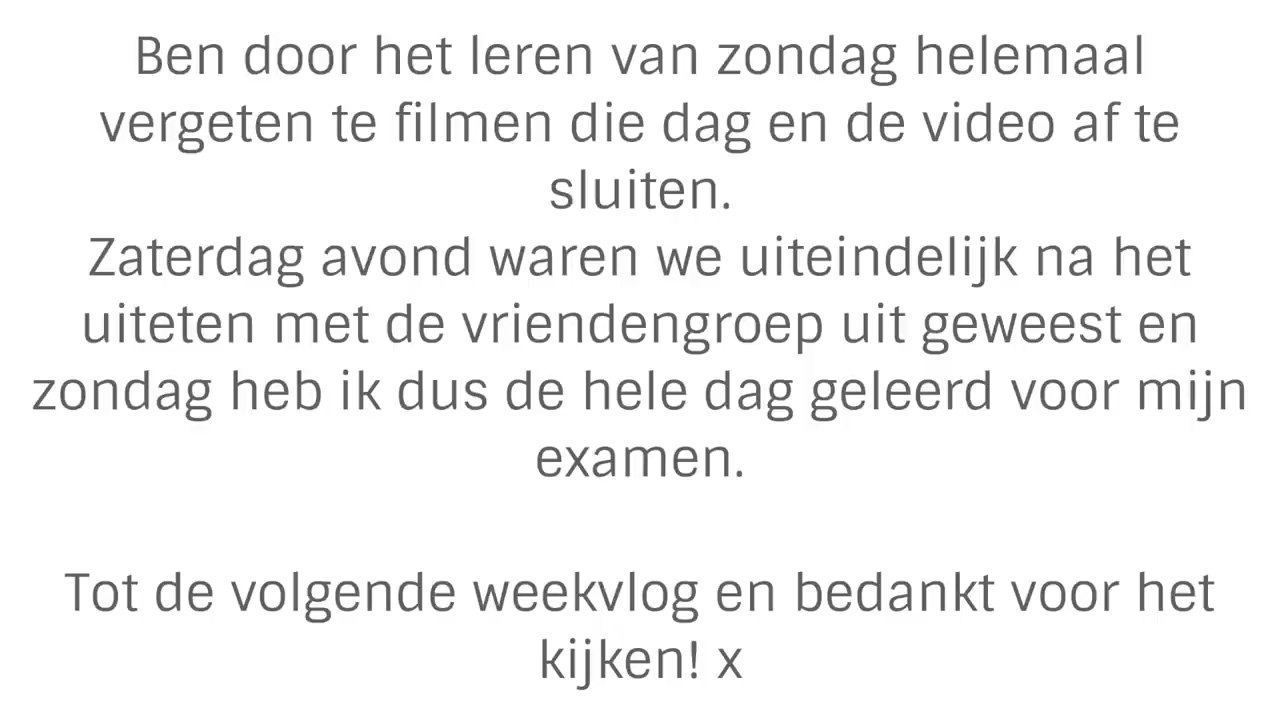 Ben door het leren van zondag helemaal
vergeten te filmen die dag en de video af te
sluiten.
Zaterdag avond waren we uiteindelijk na het
uiteten met de vriendengroep uit geweest en
zondag heb ik dus de hele dag geleerd voor mijn
examen.
Tot de volgende weekvlog en bedankt voor het
kijken! x